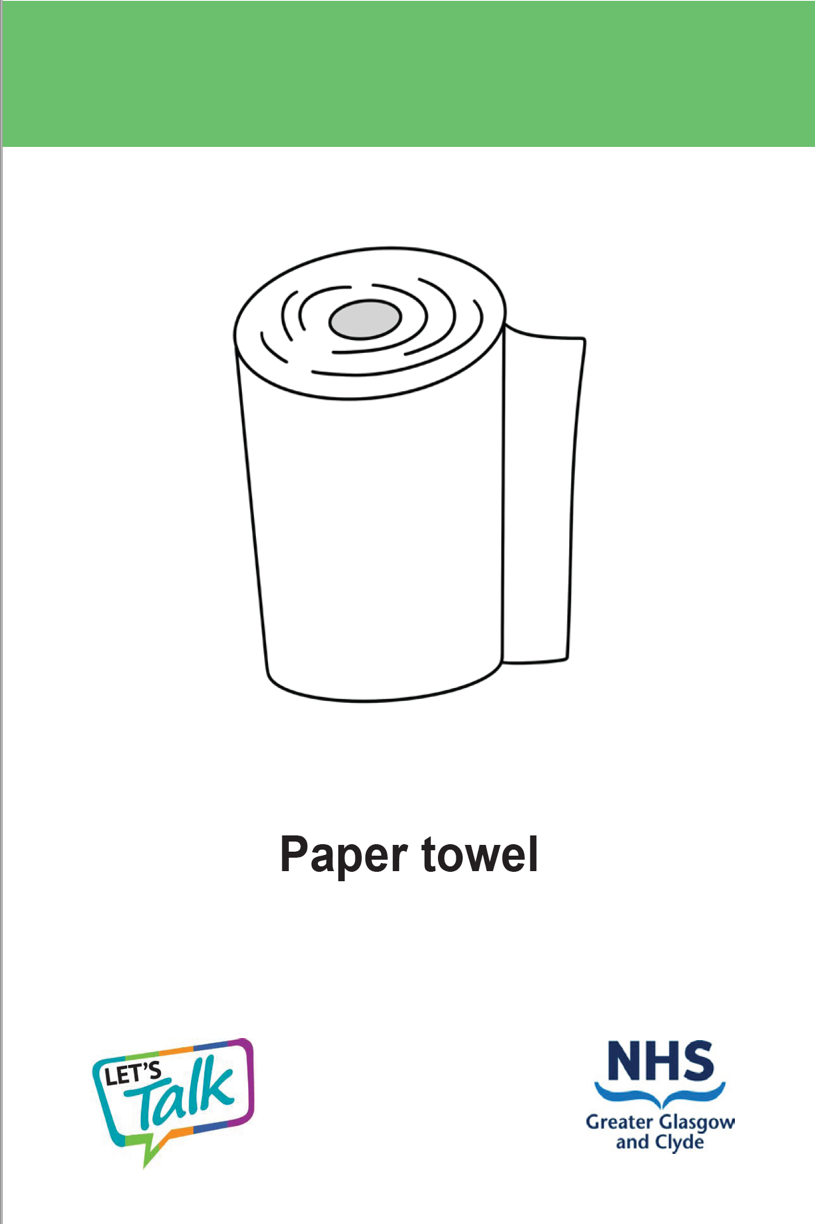 Paper towel
LET'S
Talk
NHS
Greater Glasgow
and Clyde